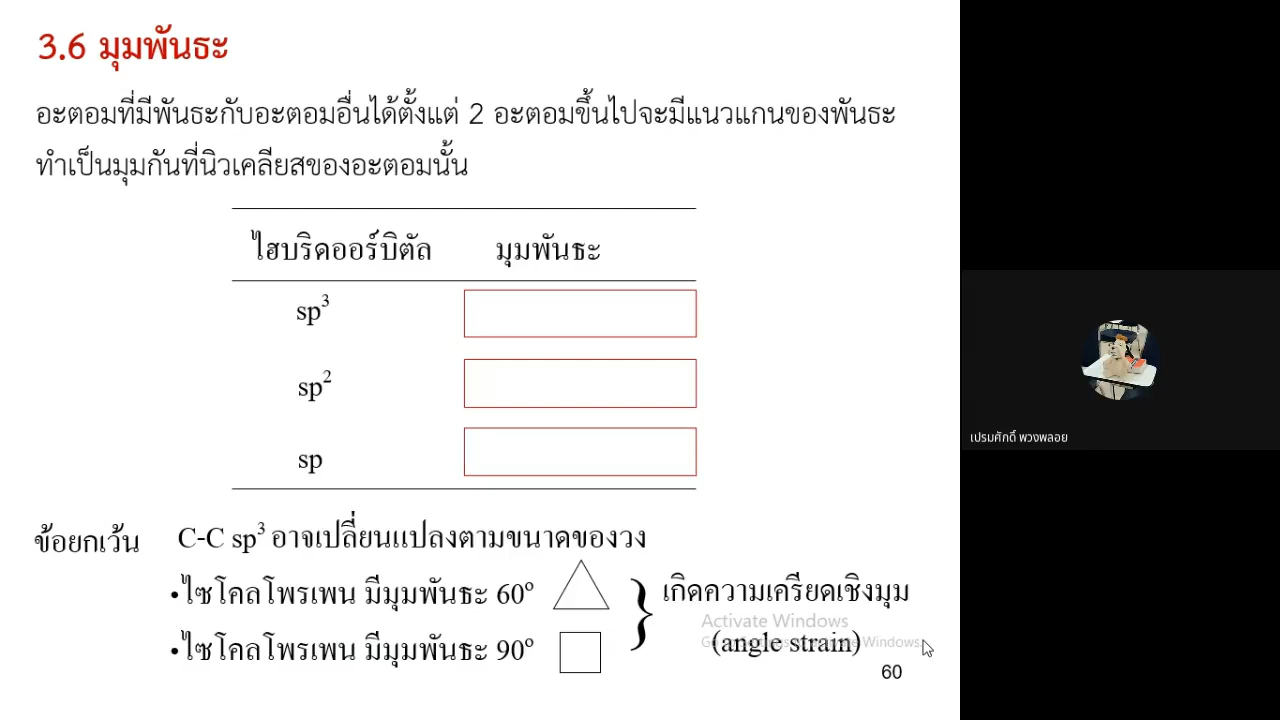 3.6 มุมพันธะ
อะตอมที่มีพันธะกับอะตอมอื่นได้ตั้งแต่ 2 อะตอมขึ้นไปจะมีแนวแกนของพันธะ
ทำเป็นมุมกันที่นิวเคลียสของอะตอมนั้น
ไฮบริดออร์บิตัล มุมพันธะ
sp³
sp²
sp
ข้อยกเว้น C-C sp³ อาจเปลี่ยนแปลงตามขนาดของวง
•ไซโคลโพรเพน มีมุมพันธะ 60º
•ไซโคลโพรเพน มีมุมพันธะ 90º
} เกิดความเครียดเชิงมุม
(angle strain)
Activate Windows
Go to Settings to activate Windows.
60
เปรมศักดิ์ พวงพลอย